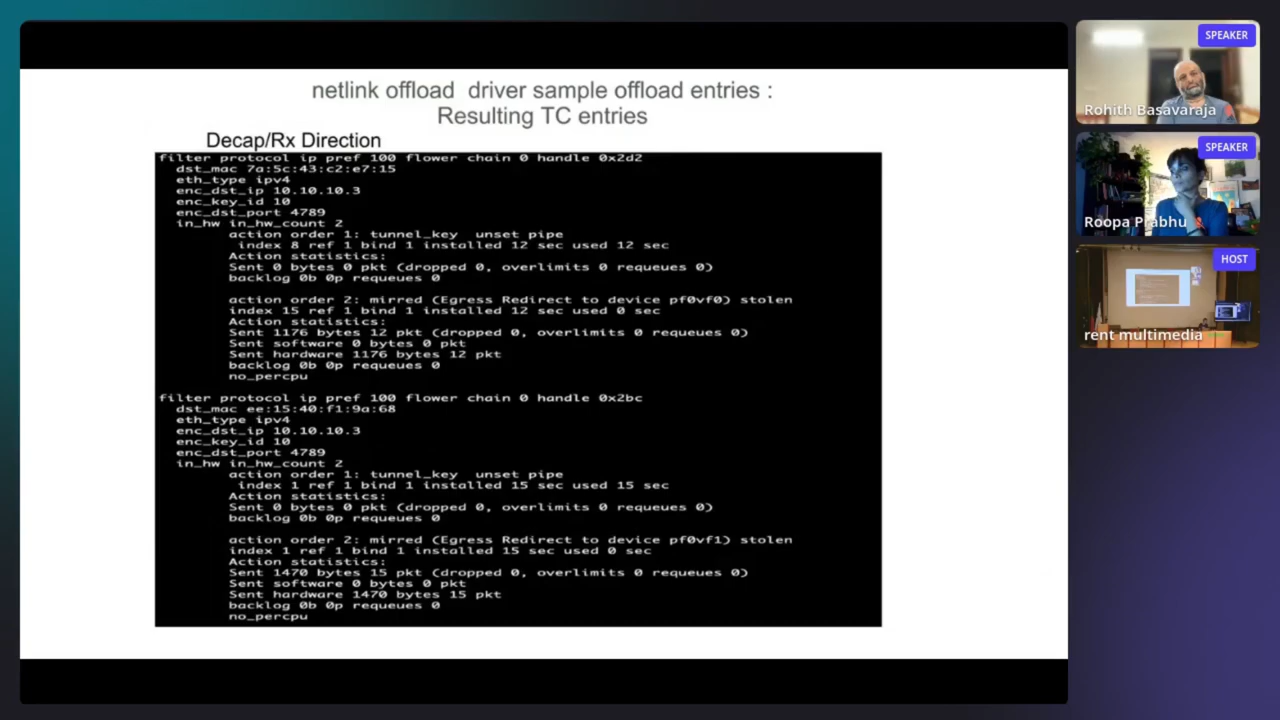 netlink offload driver sample offload entries :
Resulting TC entries
Decap/Rx Direction
filter protocol ip pref 100 flower chain 0 handle 0x2d2
dst_mac 7a:5c:43:c2:e7:15
eth_type ipv4
enc_dst_ip 10.10.10.3
enc_key_id 10
enc_dst_port 4789
in_hw in_hw_count 2
action order 1: tunnel_key unset pipe
index 8 ref 1 bind 1 installed 12 sec used 12 sec
Action statistics:
Sent 0 bytes 0 pkt (dropped 0, overlimits 0 requeues 0)
backlog 0b 0p requeues 0
action order 2: mirred (Egress Redirect to device pf0vf0) stolen
index 15 ref 1 bind 1 installed 12 sec used 0 sec
Action statistics:
Sent 1176 bytes 12 pkt (dropped 0, overlimits 0 requeues 0)
Sent software 0 bytes 0 pkt
Sent hardware 1176 bytes 12 pkt
backlog 0b 0p requeues 0
no_percpu
filter protocol ip pref 100 flower chain 0 handle 0x2bc
dst_mac ee:15:40:f1:9a:68
eth_type ipv4
enc_dst_ip 10.10.10.3
enc_key_id 10
enc_dst_port 4789
in_hw in_hw_count 2
action order 1: tunnel_key unset pipe
index 1 ref 1 bind 1 installed 15 sec used 15 sec
Action statistics:
Sent 0 bytes 0 pkt (dropped 0, overlimits 0 requeues 0)
backlog 0b 0p requeues 0
action order 2: mirred (Egress Redirect to device pf0vf1) stolen
index 1 ref 1 bind 1 installed 15 sec used 0 sec
Action statistics:
Sent 1470 bytes 15 pkt (dropped 0, overlimits 0 requeues 0)
Sent software 0 bytes 0 pkt
Sent hardware 1470 bytes 15 pkt
backlog 0b 0p requeues 0
no_percpu
SPEAKER
Rohith Basavaraja
SPEAKER
Roopa Prabhu
HOST
rent multimedia